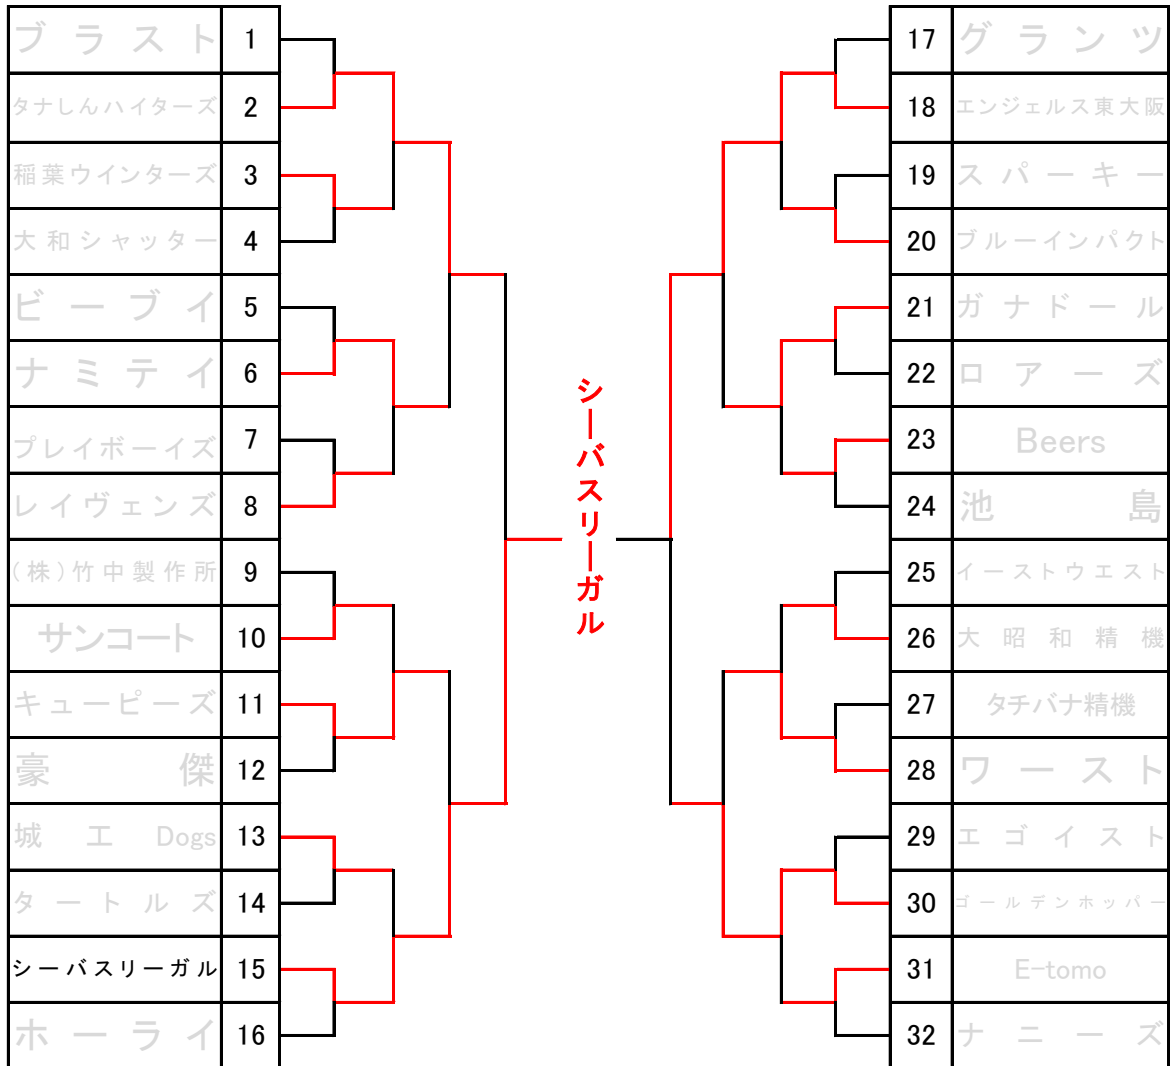 ブラスト 1
タナしんハイターズ 2
稲葉ウインターズ 3
大和シャッター 4
ビーブイ 5
ナミテイ 6
プレイボーイズ 7
レイヴェンズ 8
(株)竹中製作所 9
サンコート 10
キューピーズ 11
豪傑 12
城工Dogs 13
タートルズ 14
シーバスリーガル 15
ホーライ 16
シーバスリーガル
17 グランツ
18 エンジェルス東大阪
19 スパーキー
20 ブルーインパクト
21 ガナドール
22 ロアーズ
23 Beers
24 池島
25 イーストウエスト
26 大昭和精機
27 タチバナ精機
28 ワースト
29 エゴイスト
30 ゴールデンホッパー
31 E-tomo
32 ナニーズ